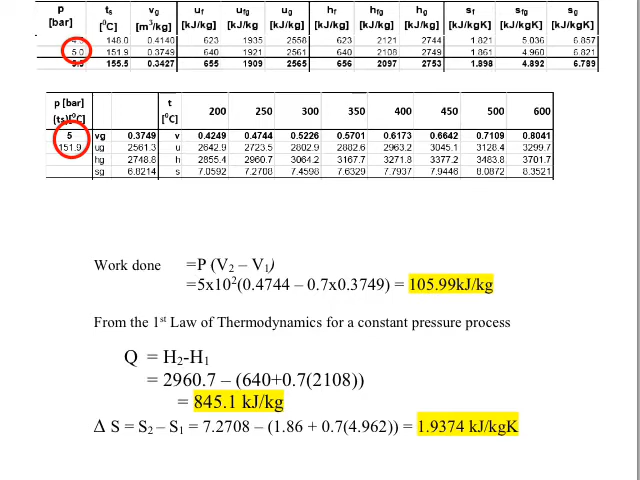 p ts vg uf ufg ug hf hfg hg sf sfg sg
[bar] [⁰C] [m³/kg] [kJ/kg] [kJ/kg [kJ/kg] [kJ/kg] [kJ/kg] [kJ/kg] [kJ/kgK] [kJ/kgK] [kJ/kgK]
148.0 0.4140 623 1935 2558 623 2121 2744 1.821 5.036 6.857
5.0 151.9 0.3749 640 1921 2561 640 2108 2749 1.861 4.960 6.821
5.5 155.5 0.3427 655 1909 2565 656 2097 2753 1.898 4.892 6.789
p [bar] t
(ts)[⁰C] [⁰C] 200 250 300 350 400 450 500 600
5 vg 0.3749 v 0.4249 0.4744 0.5226 0.5701 0.6173 0.6642 0.7109 0.8041
151.9 ug 2561.3 u 2642.9 2723.5 2802.9 2882.6 2963.2 3045.1 3128.4 3299.7
hg 2748.8 h 2855.4 2960.7 3064.2 3167.7 3271.8 3377.2 3483.8 3701.7
sg 6.8214 s 7.0592 7.2708 7.4598 7.6329 7.7937 7.9446 8.0872 8.3521
Work done =P (V₂ – V₁)
=5x10²(0.4744 – 0.7x0.3749) = 105.99kJ/kg
From the 1st Law of Thermodynamics for a constant pressure process
Q = H₂-H₁
= 2960.7 – (640+0.7(2108))
= 845.1 kJ/kg
Δ S = S₂ – S₁ = 7.2708 – (1.86 + 0.7(4.962)) = 1.9374 kJ/kgK